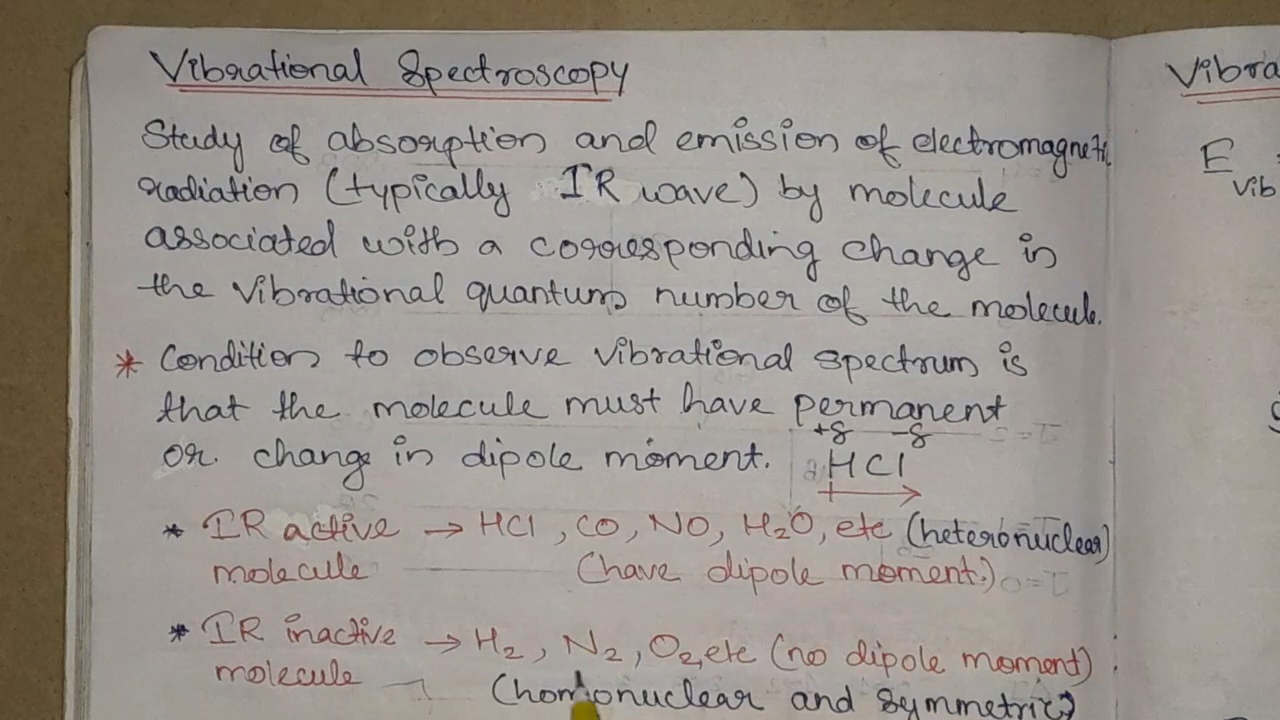 Vibrational Spectroscopy
Study of absorption and emission of electromagnetic
radiation (typically IR wave) by molecule
associated with a corresponding change in
the vibrational quantum number of the molecule.
* Condition to observe vibrational spectrum is
that the molecule must have permanent
or change in dipole moment.
+δ -δ
HCl
* IR active molecule → HCl, CO, NO, H₂O, etc (heteronuclear)
(have dipole moment.)
* IR inactive molecule → H₂, N₂, O₂, etc (no dipole moment)
(homonuclear and symmetric)
Vibra
E vib